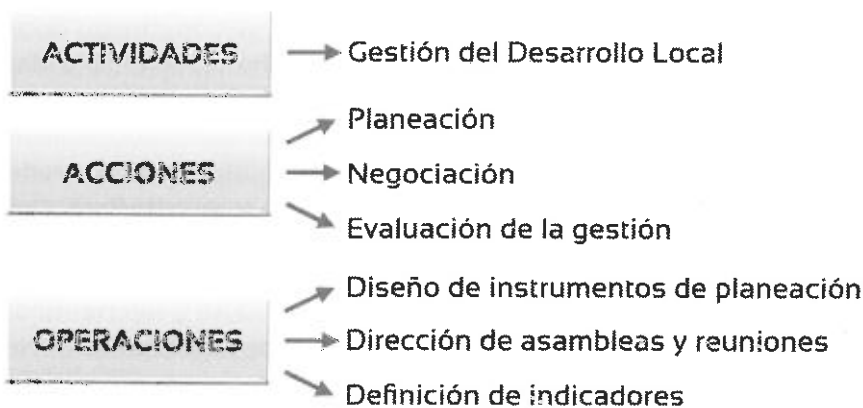 ACTIVIDADES
Gestión del Desarrollo Local
ACCIONES
Planeación
Negociación
Evaluación de la gestión
OPERACIONES
Diseño de instrumentos de planeación
Dirección de asambleas y reuniones
Definición de indicadores